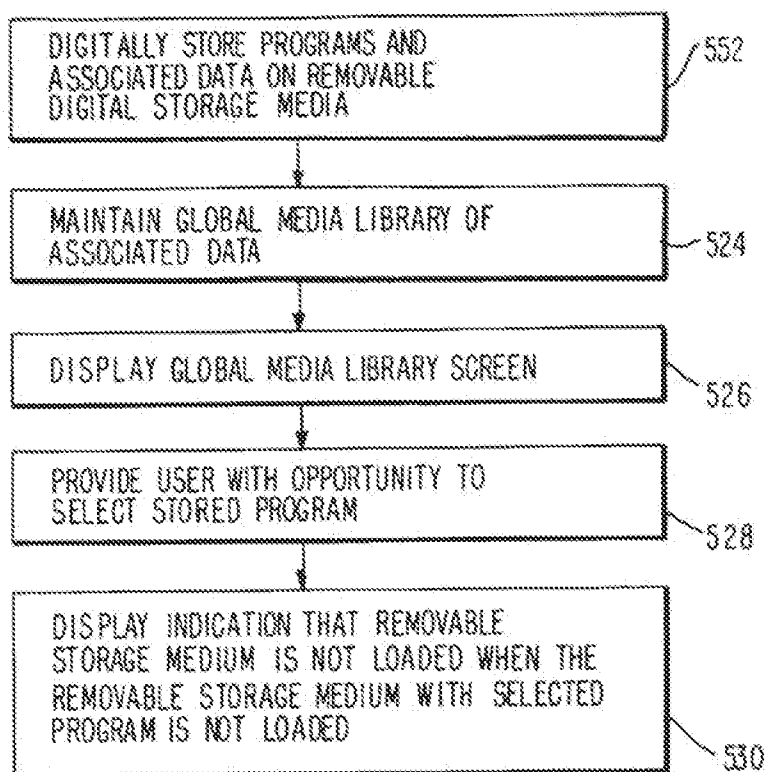 DIGITALLY STORE PROGRAMS AND
ASSOCIATED DATA ON REMOVABLE
DIGITAL STORAGE MEDIA
552
MAINTAIN GLOBAL MEDIA LIBRARY OF
ASSOCIATED DATA
524
DISPLAY GLOBAL MEDIA LIBRARY SCREEN
526
PROVIDE USER WITH OPPORTUNITY TO
SELECT STORED PROGRAM
528
DISPLAY INDICATION THAT REMOVABLE
STORAGE MEDIUM IS NOT LOADED WHEN THE
REMOVABLE STORAGE MEDIUM WITH SELECTED
PROGRAM IS NOT LOADED
530